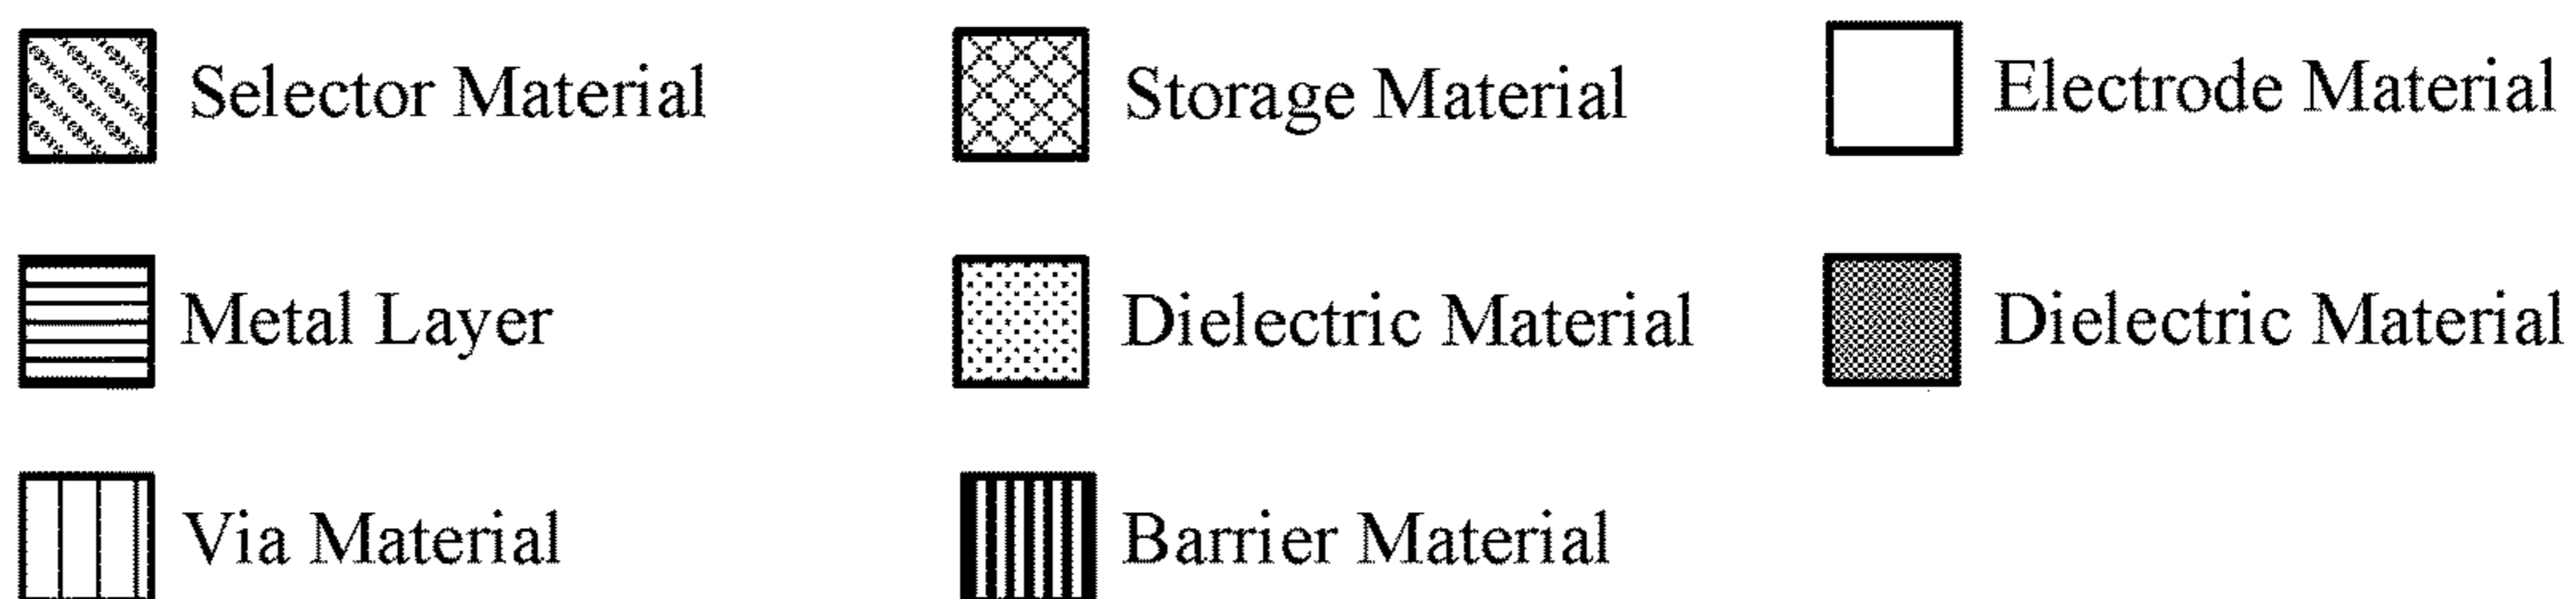 Selector Material
Storage Material
Electrode Material
Metal Layer
Dielectric Material
Dielectric Material
Via Material
Barrier Material